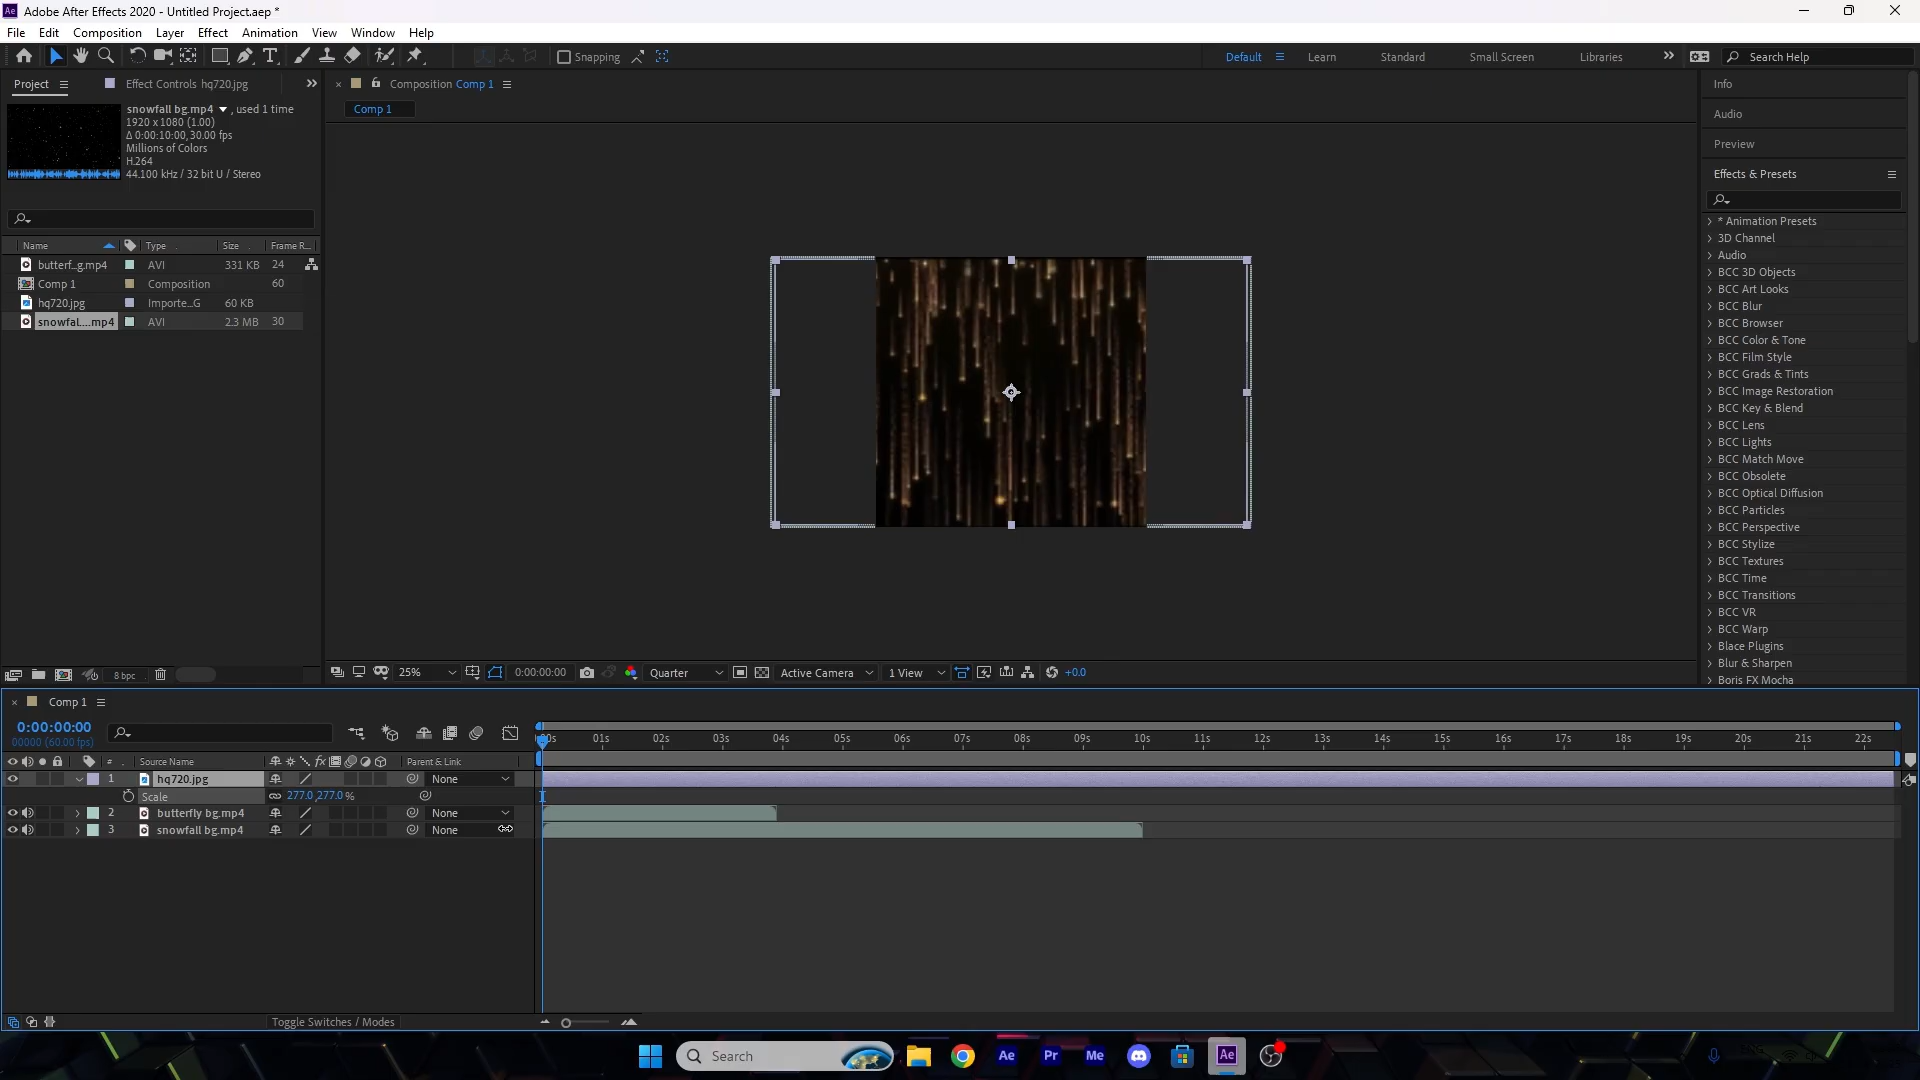 Adobe After Effects 2020 - Untitled Project.aep *
File Edit Composition Layer Effect Animation View Window Help
Snapping
Default Learn Standard Small Screen Libraries Search Help
Project Effect Controls hq720.jpg
Composition Comp 1
Info
Comp 1
snowfall bg.mp4 , used 1 time
1920 x 1080 (1.00)
Δ 0:00:10:00, 30.00 fps
Millions of Colors
H.264
44.100 kHz / 32 bit U / Stereo
Name Type Size Frame R...
butterf...g.mp4 AVI 331 KB 24
Comp 1 Composition 60
hq720.jpg Importe...G 60 KB
snowfal....mp4 AVI 2.3 MB 30
8 bpc
25% 0:00:00:00 Quarter Active Camera 1 View +0.0
Audio
Preview
Effects & Presets
* Animation Presets
3D Channel
Audio
BCC 3D Objects
BCC Art Looks
BCC Blur
BCC Browser
BCC Color & Tone
BCC Film Style
BCC Grads & Tints
BCC Image Restoration
BCC Key & Blend
BCC Lens
BCC Lights
BCC Match Move
BCC Obsolete
BCC Optical Diffusion
BCC Particles
BCC Perspective
BCC Stylize
BCC Textures
BCC Time
BCC Transitions
BCC VR
BCC Warp
Blace Plugins
Blur & Sharpen
Boris FX Mocha
Comp 1
0:00:00:00
00000 (60.00 fps)
01s 02s 03s 04s 05s 06s 07s 08s 09s 10s 11s 12s 13s 14s 15s 16s 17s 18s 19s 20s 21s 22s
# Source Name Parent & Link
1 hq720.jpg None
Scale 277.0,277.0%
2 butterfly bg.mp4 None
3 snowfall bg.mp4 None
Toggle Switches / Modes
Search Ae Pr Me Ae